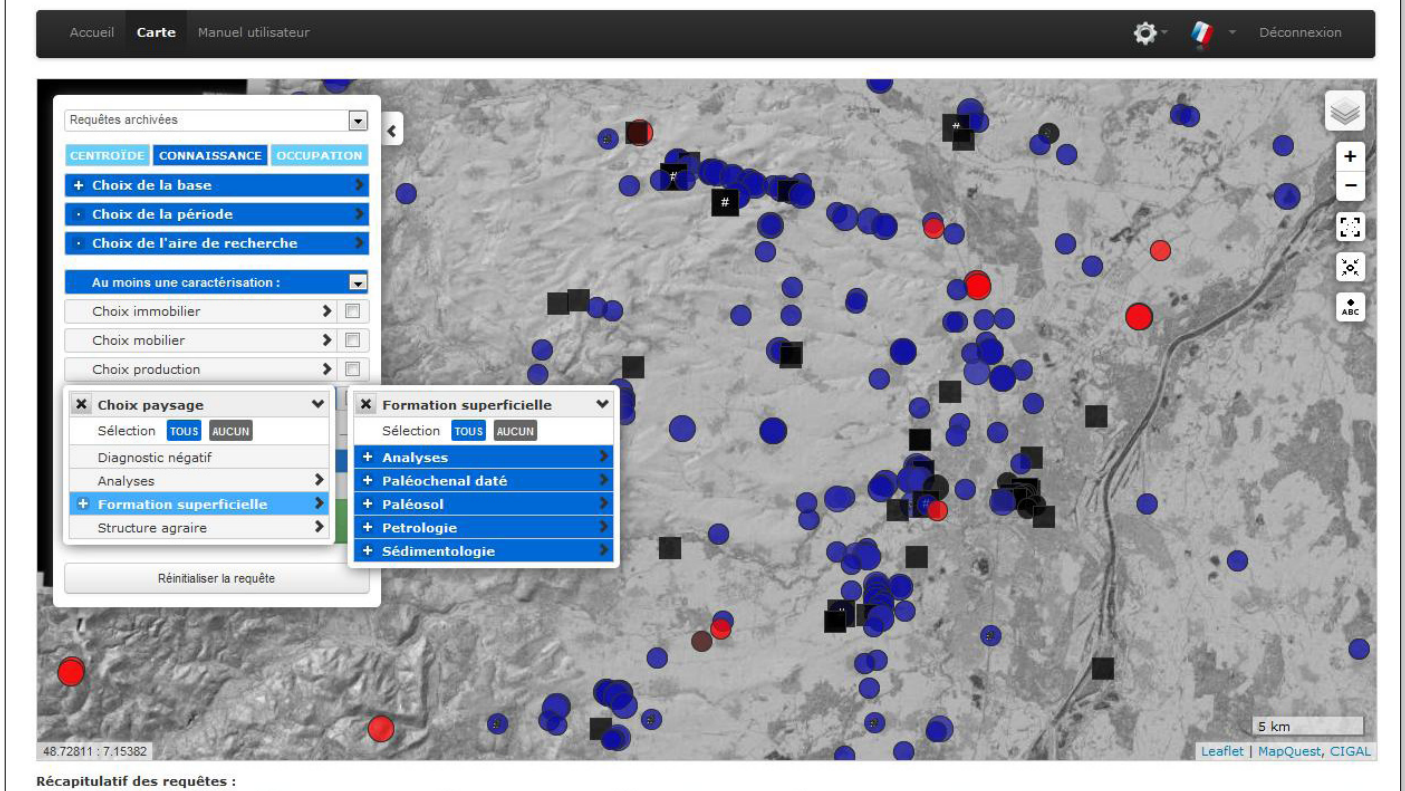 Accueil Carte Manuel utilisateur Déconnexion
Requêtes archivées
CENTROÏDE CONNAISSANCE OCCUPATION
+ Choix de la base
Choix de la période
Choix de l'aire de recherche
Au moins une caractérisation :
Choix immobilier
Choix mobilier
Choix production
Choix paysage
Sélection TOUS AUCUN
Diagnostic négatif
Analyses
+ Formation superficielle
Structure agraire
Formation superficielle
Sélection TOUS AUCUN
+ Analyses
+ Paléochenal daté
+ Paléosol
+ Petrologie
+ Sédimentologie
Réinitialiser la requête
#
#
#
+
−
ABC
5 km
48.72811 : 7.15382
Leaflet | MapQuest, CIGAL
Récapitulatif des requêtes :